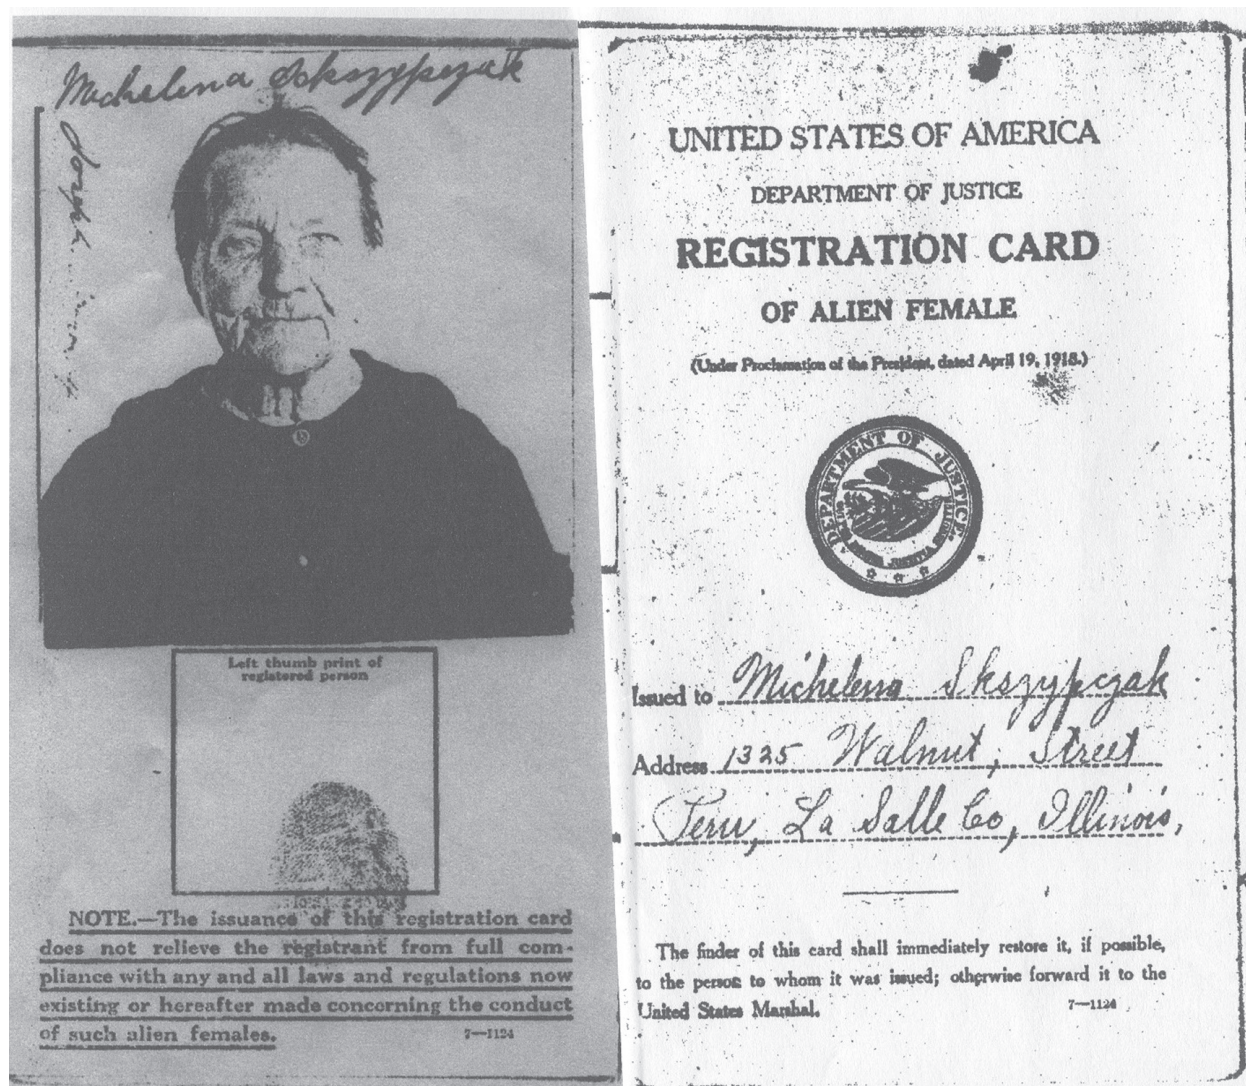 Michelena Skszypczak
Joseph
Left thumb print of
registered person
NOTE.—The issuance of this registration card
does not relieve the registrant from full com-
pliance with any and all laws and regulations now
existing or hereafter made concerning the conduct
of such alien females. 7—1124
UNITED STATES OF AMERICA
DEPARTMENT OF JUSTICE
REGISTRATION CARD
OF ALIEN FEMALE
(Under Proclamation of the President, dated April 19, 1918.)
DEPARTMENT OF JUSTICE
Issued to Michelena Skszypczak
Address 1325 Walnut, Street
Peru, La Salle Co, Illinois,
The finder of this card shall immediately restore it, if possible,
to the person to whom it was issued; otherwise forward it to the
United States Marshal. 7—1124